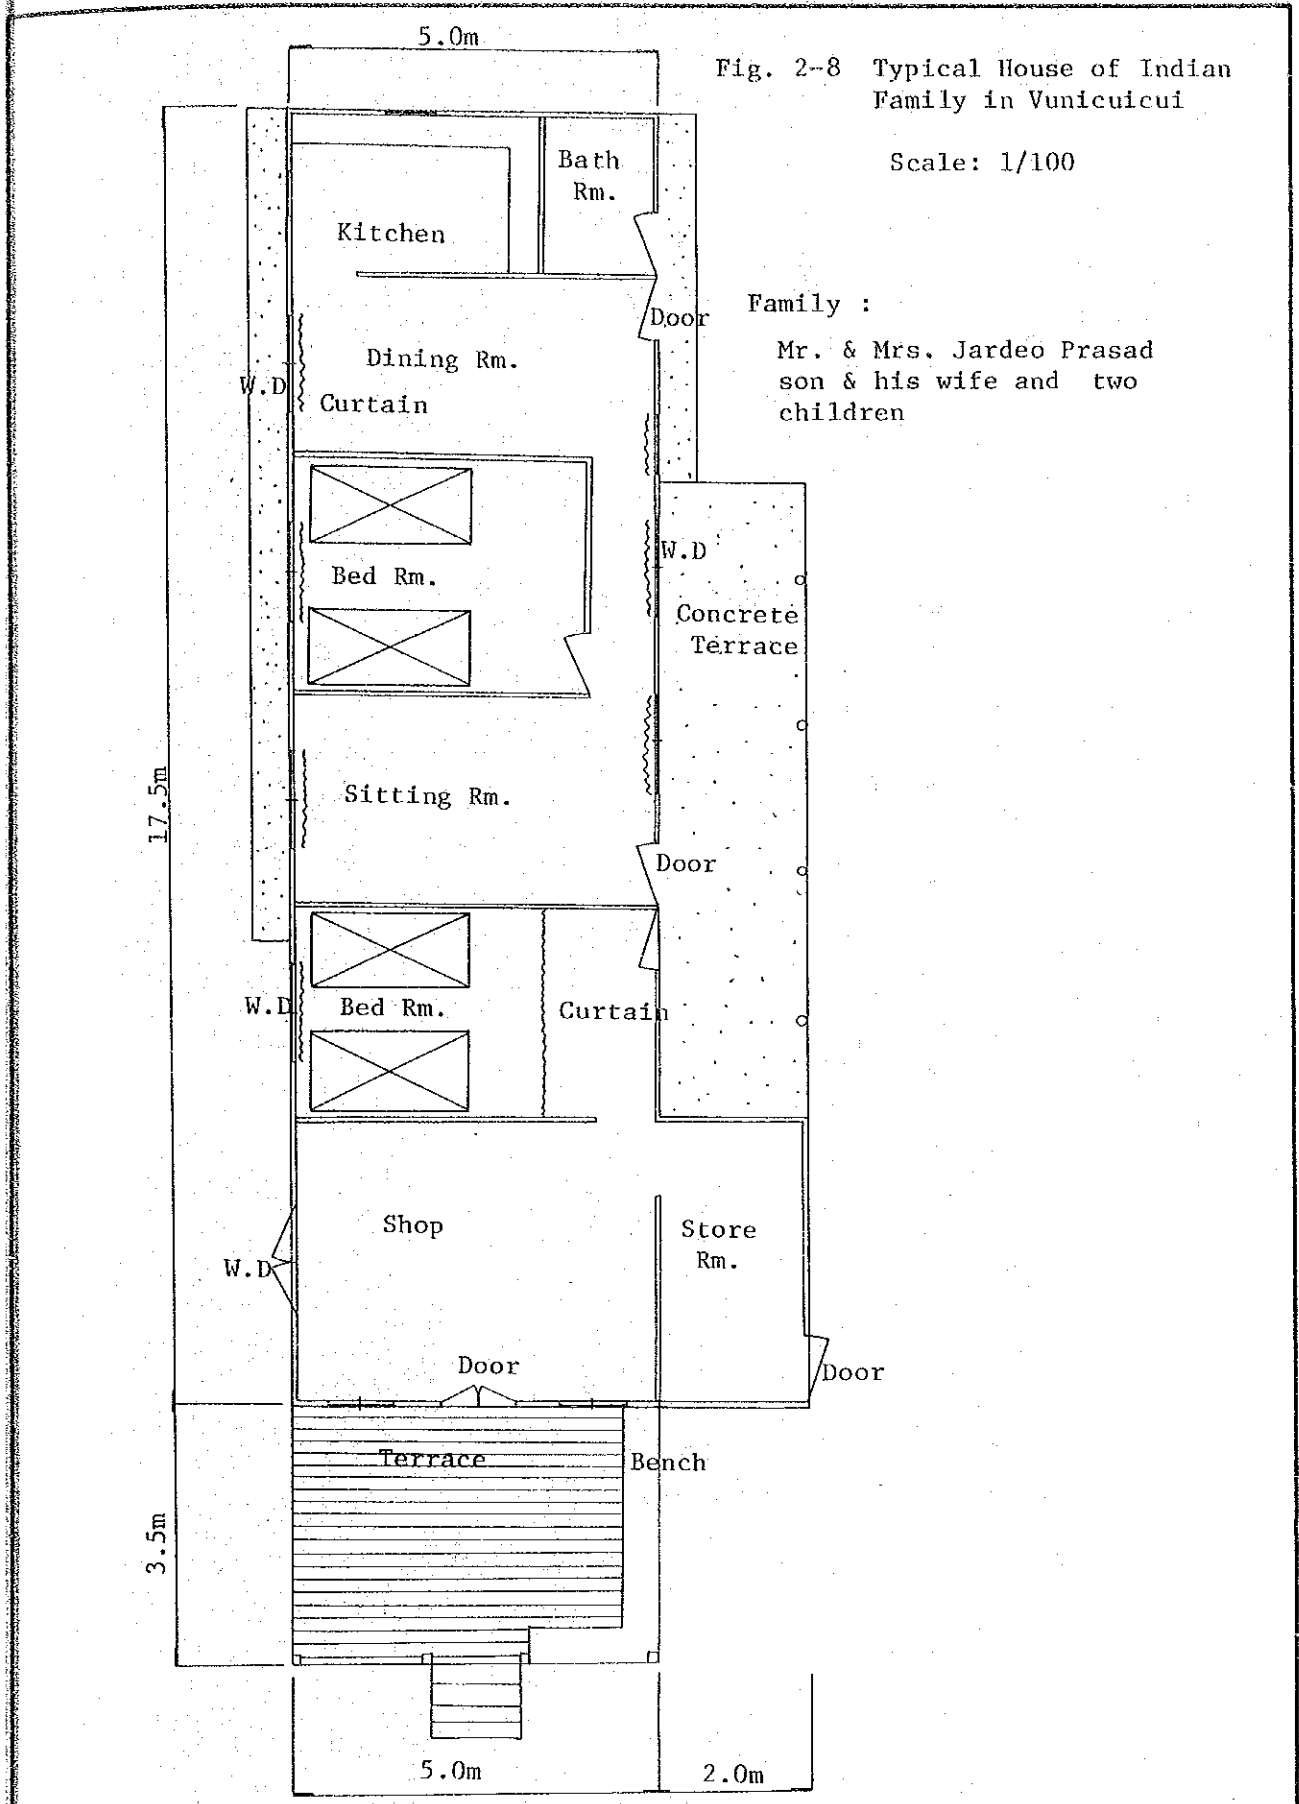 5.0m
Fig. 2-8 Typical House of Indian
Family in Vunicuicui
Scale: 1/100
Bath
Rm.
Kitchen
Door
Family :
Mr. & Mrs. Jardeo Prasad
son & his wife and two
children
Dining Rm.
W.D
Curtain
W.D
Bed Rm.
Concrete
Terrace
17.5m
Sitting Rm.
Door
W.D
Bed Rm.
Curtain
Shop
Store
Rm.
W.D
Door
Door
Terrace
Bench
3.5m
5.0m
2.0m